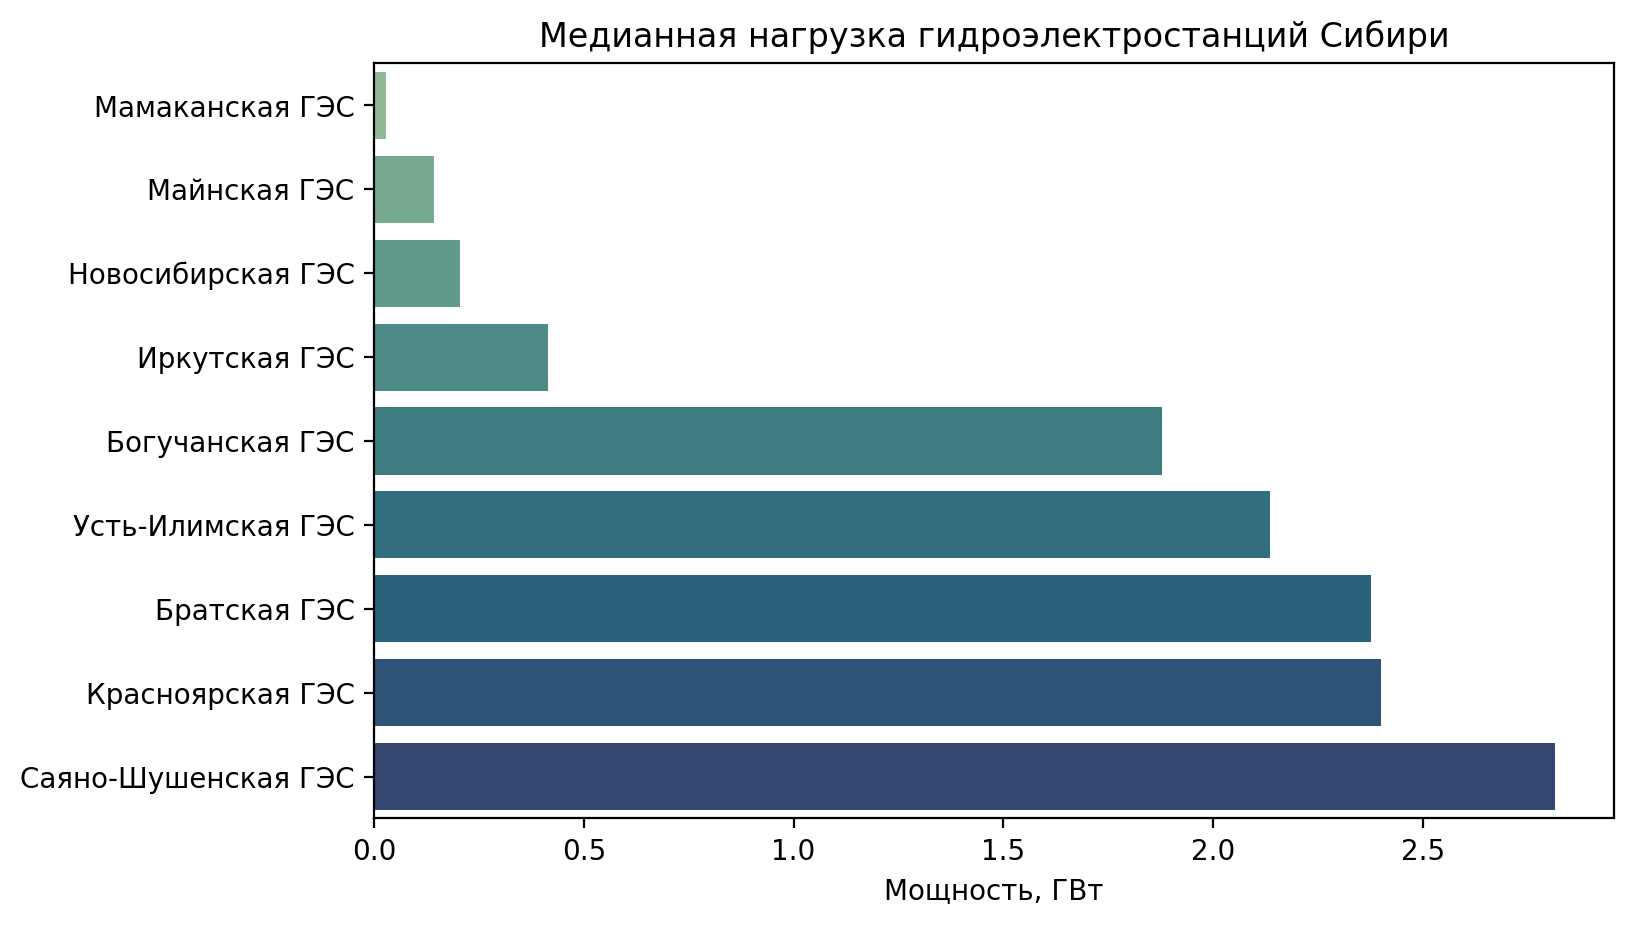 Медианная нагрузка гидроэлектростанций Сибири
Мамаканская ГЭС
Майнская ГЭС
Новосибирская ГЭС
Иркутская ГЭС
Богучанская ГЭС
Усть-Илимская ГЭС
Братская ГЭС
Красноярская ГЭС
Саяно-Шушенская ГЭС
0.0 0.5 1.0 1.5 2.0 2.5
Мощность, ГВт